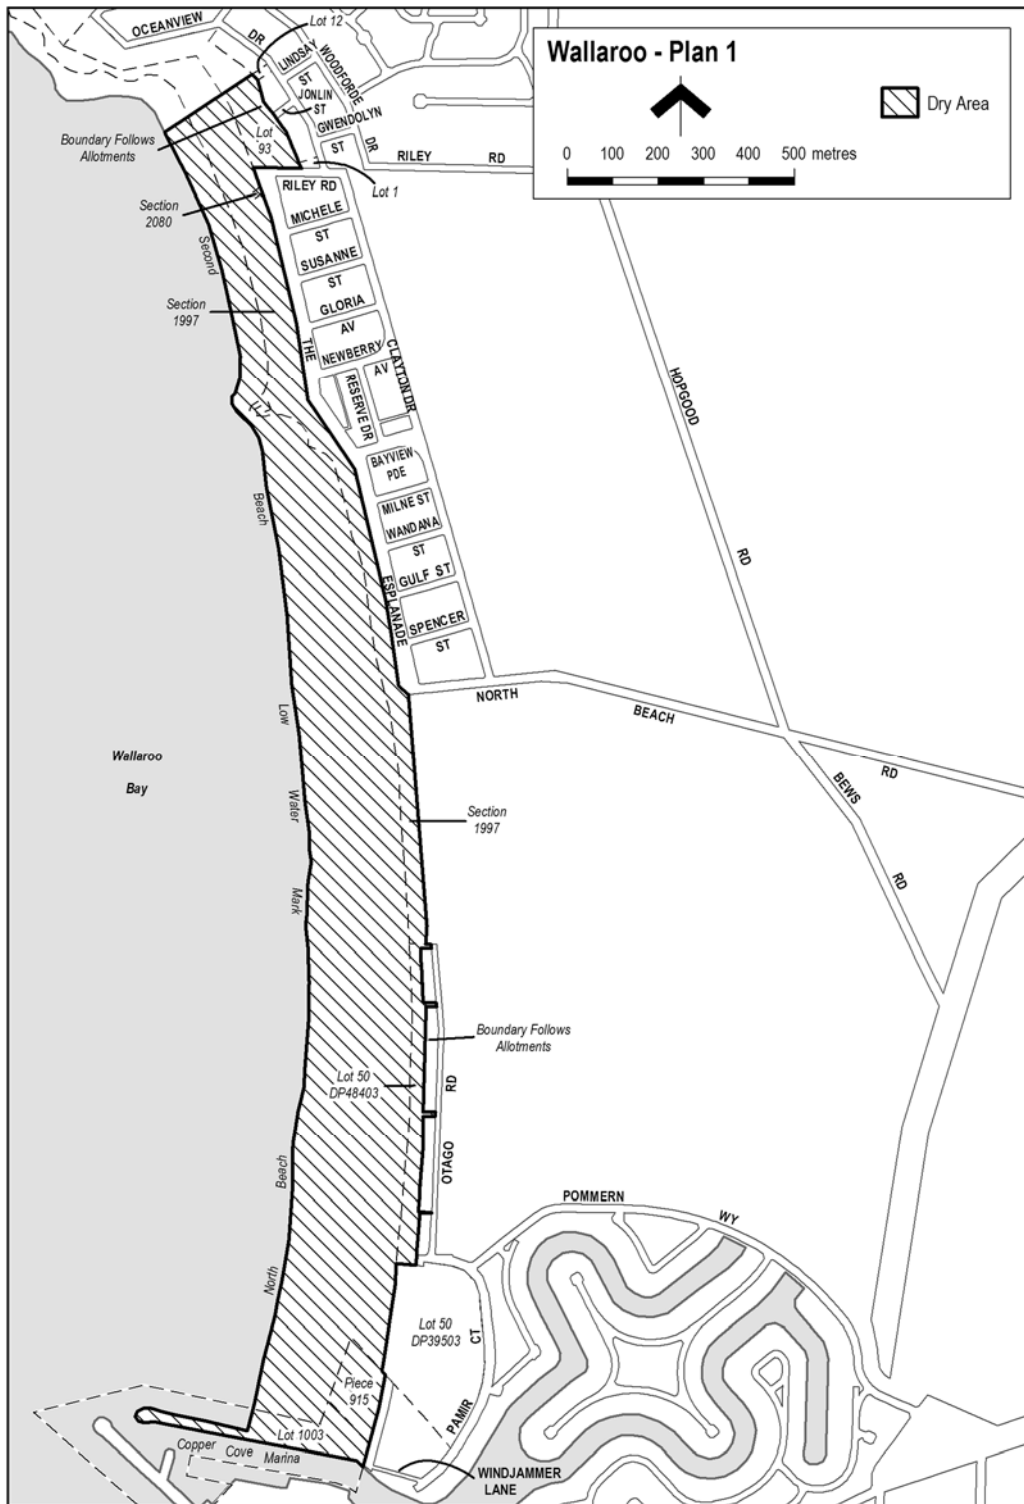 OCEANVIEW
DR
Lot 12
LINDSAY
ST
WOODFORDE
DR
JONLIN
ST
GWENDOLYN
ST
Wallaroo - Plan 1
Dry Area
0 100 200 300 400 500 metres
Boundary Follows
Allotments
Lot
93
RILEY RD
Lot 1
Section
2080
RILEY RD
MICHELE
ST
SUSANNE
ST
GLORIA
AV
NEWBERRY
AV
Second
Section
1997
THE
RESERVE DR
CLAYTON DR
HOPGOOD
RD
BAYVIEW
PDE
MILNE ST
WANDANA
ST
GULF ST
SPENCER
ST
ESPLANADE
Beach
NORTH
BEACH
RD
BEWS
RD
Low
Wallaroo
Bay
Water
Mark
Section
1997
Boundary Follows
Allotments
Lot 50
DP48403
RD
OTAGO
Beach
POMMERN
WY
North
Lot 50
DP39503
CT
Piece
915
PAMIR
Lot 1003
Copper Cove Marina
WINDJAMMER
LANE